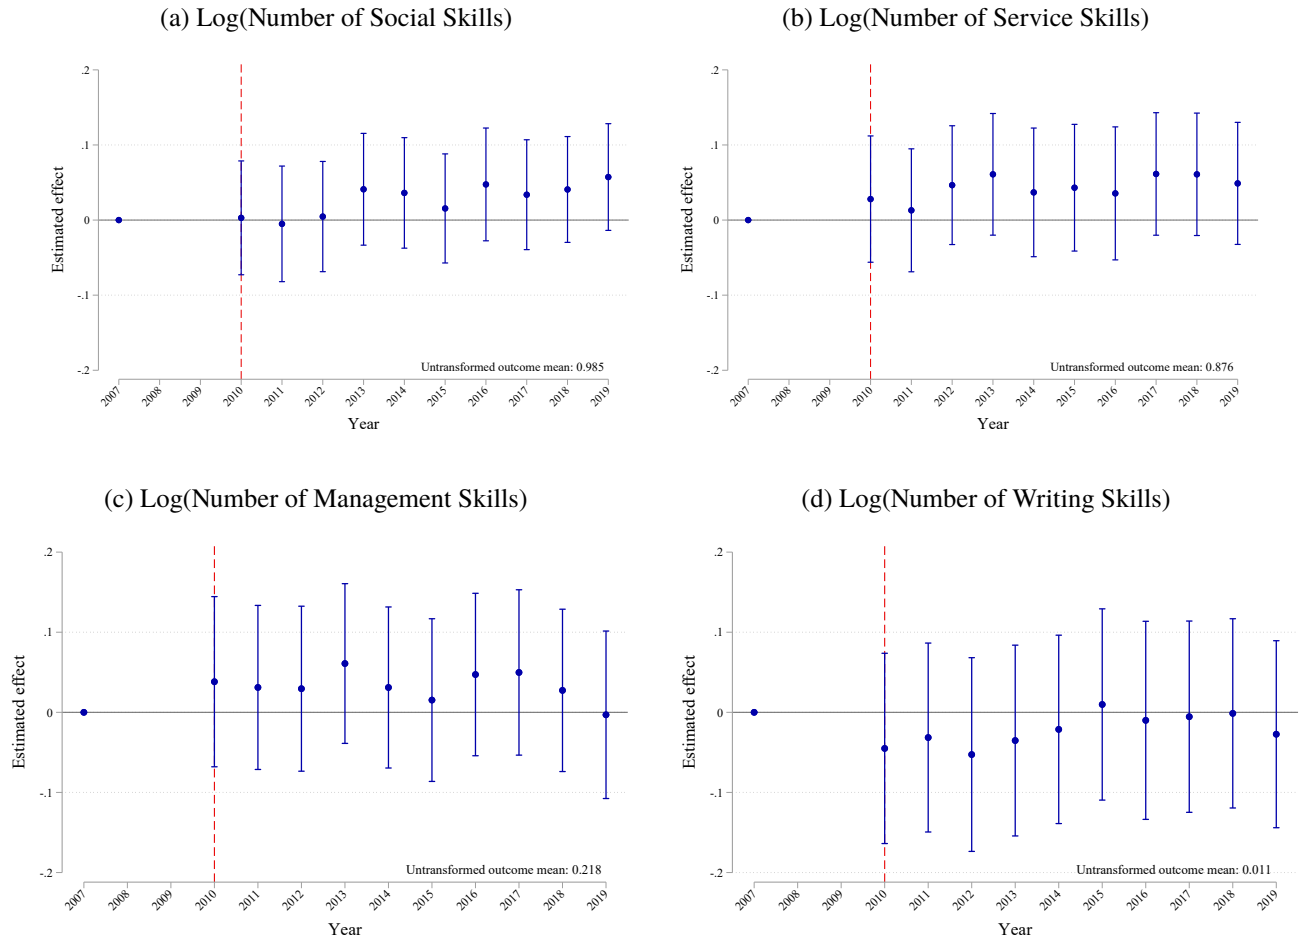 (a) Log(Number of Social Skills)
.2
.1
0
-.1
-.2
Estimated effect
Untransformed outcome mean: 0.985
2007 2008 2009 2010 2011 2012 2013 2014 2015 2016 2017 2018 2019
Year
(b) Log(Number of Service Skills)
.2
.1
0
-.1
-.2
Estimated effect
Untransformed outcome mean: 0.876
2007 2008 2009 2010 2011 2012 2013 2014 2015 2016 2017 2018 2019
Year
(c) Log(Number of Management Skills)
.2
.1
0
-.1
-.2
Estimated effect
Untransformed outcome mean: 0.218
2007 2008 2009 2010 2011 2012 2013 2014 2015 2016 2017 2018 2019
Year
(d) Log(Number of Writing Skills)
.2
.1
0
-.1
-.2
Estimated effect
Untransformed outcome mean: 0.011
2007 2008 2009 2010 2011 2012 2013 2014 2015 2016 2017 2018 2019
Year